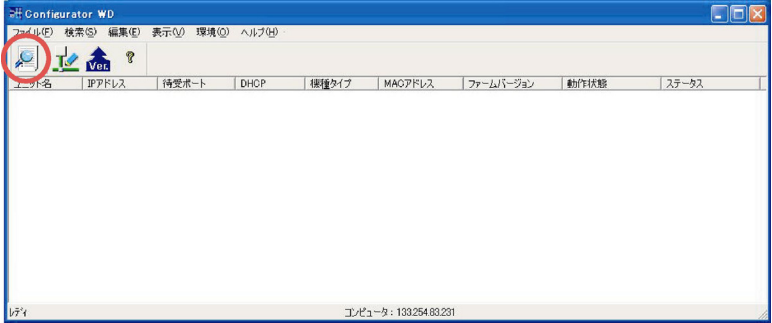 Configurator WD
ファイル(F) 検索(S) 編集(E) 表示(V) 環境(O) ヘルプ(H)
Ver.
?
ユニット名 IPアドレス 待受ポート DHCP 機種タイプ MACアドレス ファームバージョン 動作状態 ステータス
レディ コンピュータ : 133.254.83.231